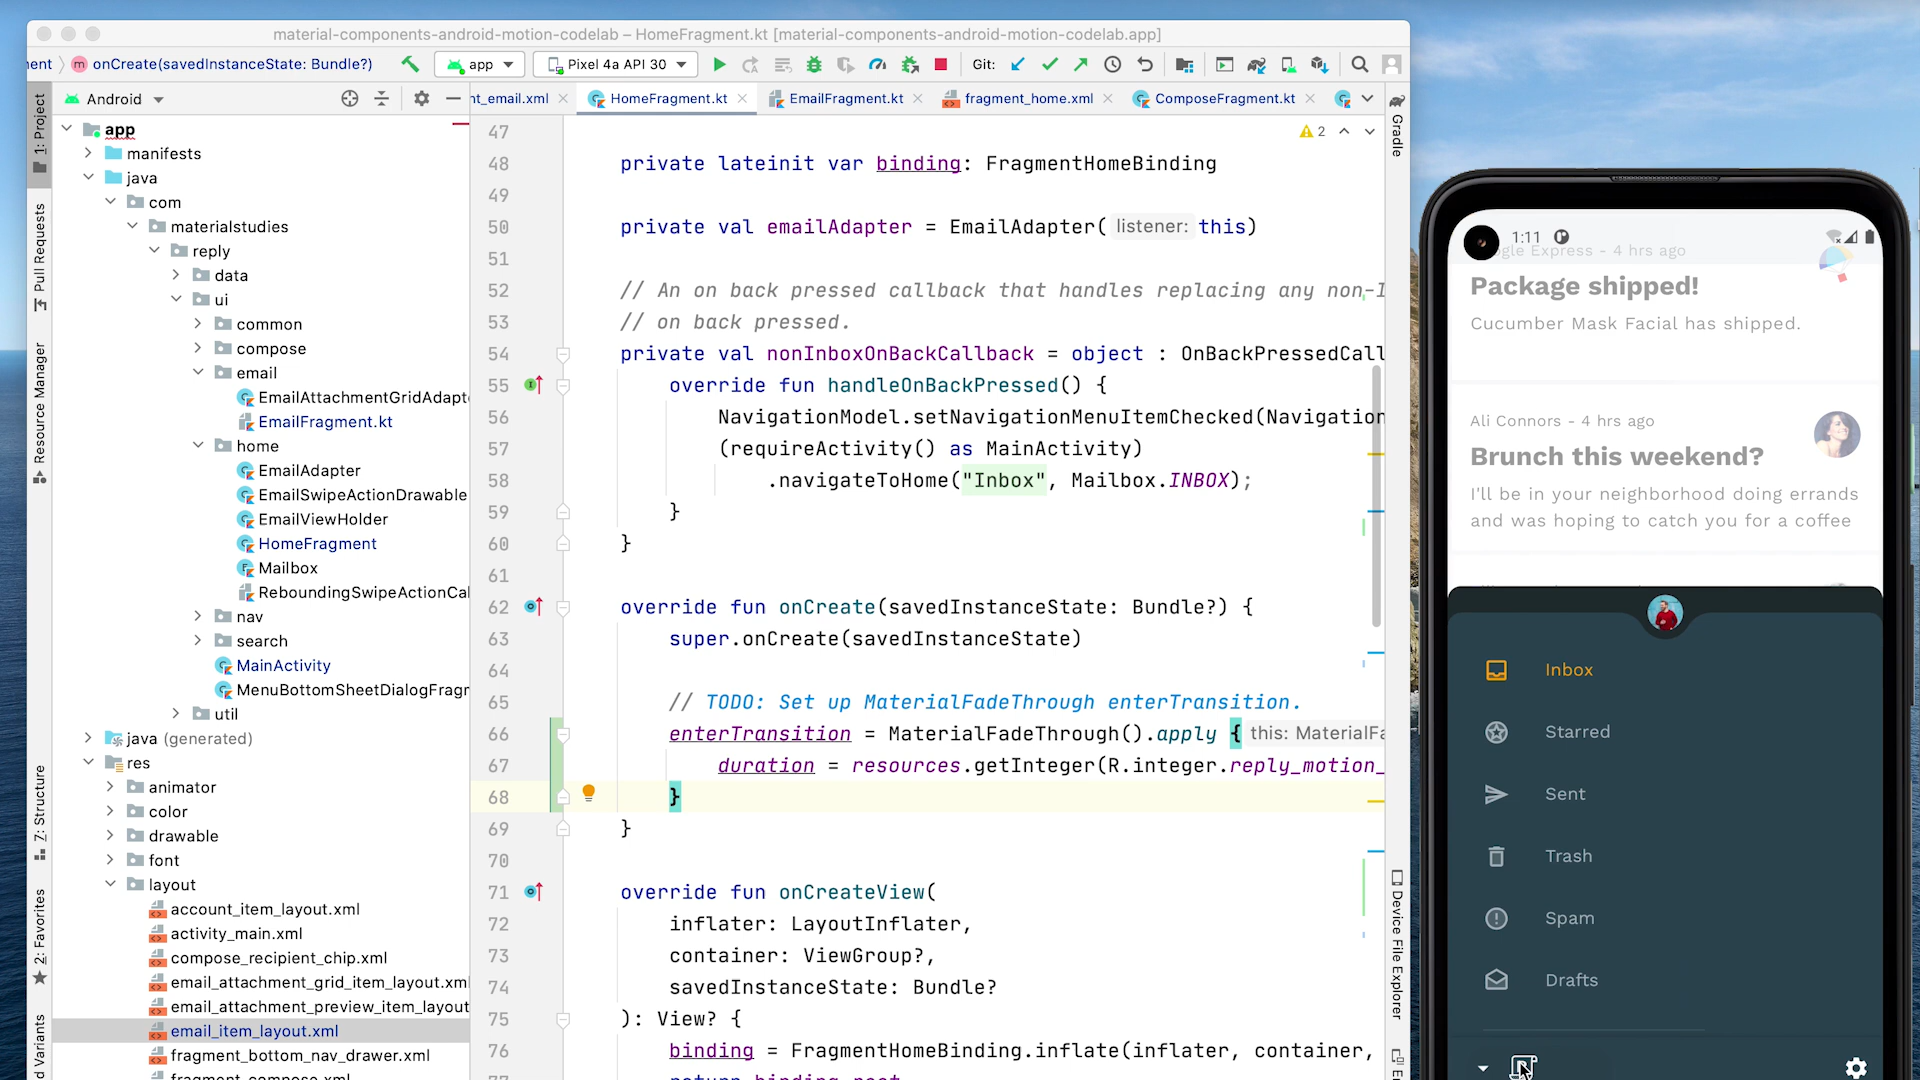 material-components-android-motion-codelab – HomeFragment.kt [material-components-android-motion-codelab.app]
onCreate(savedInstanceState: Bundle?)
app
Pixel 4a API 30
Git:
Android
HomeFragment.kt
EmailFragment.kt
fragment_home.xml
ComposeFragment.kt
1: Project
Pull Requests
Resource Manager
Z: Structure
2: Favorites
app
manifests
java
com
materialstudies
reply
data
ui
common
compose
email
EmailAttachmentGridAdapt
EmailFragment.kt
home
EmailAdapter
EmailSwipeActionDrawable
EmailViewHolder
HomeFragment
Mailbox
ReboundingSwipeActionCal
nav
search
MainActivity
MenuBottomSheetDialogFragm
util
java (generated)
res
animator
color
drawable
font
layout
account_item_layout.xml
activity_main.xml
compose_recipient_chip.xml
email_attachment_grid_item_layout.xml
email_attachment_preview_item_layout
email_item_layout.xml
fragment_bottom_nav_drawer.xml
fragment_compose.xml
2
47
48 private lateinit var binding: FragmentHomeBinding
49
50 private val emailAdapter = EmailAdapter( listener: this)
51
52 // An on back pressed callback that handles replacing any non-I
53 // on back pressed.
54 private val nonInboxOnBackCallback = object : OnBackPressedCall
55 override fun handleOnBackPressed() {
56 NavigationModel.setNavigationMenuItemChecked(Navigation
57 (requireActivity() as MainActivity)
58 .navigateToHome("Inbox", Mailbox.INBOX);
59 }
60 }
61
62 override fun onCreate(savedInstanceState: Bundle?) {
63 super.onCreate(savedInstanceState)
64
65 // TODO: Set up MaterialFadeThrough enterTransition.
66 enterTransition = MaterialFadeThrough().apply { this: MaterialFa
67 duration = resources.getInteger(R.integer.reply_motion_
68 }
69 }
70
71 override fun onCreateView(
72 inflater: LayoutInflater,
73 container: ViewGroup?,
74 savedInstanceState: Bundle?
75 ): View? {
76 binding = FragmentHomeBinding.inflate(inflater, container,
Gradle
Device File Explorer
1:11
Express - 4 hrs ago
Package shipped!
Cucumber Mask Facial has shipped.
Ali Connors - 4 hrs ago
Brunch this weekend?
I'll be in your neighborhood doing errands
and was hoping to catch you for a coffee
Inbox
Starred
Sent
Trash
Spam
Drafts